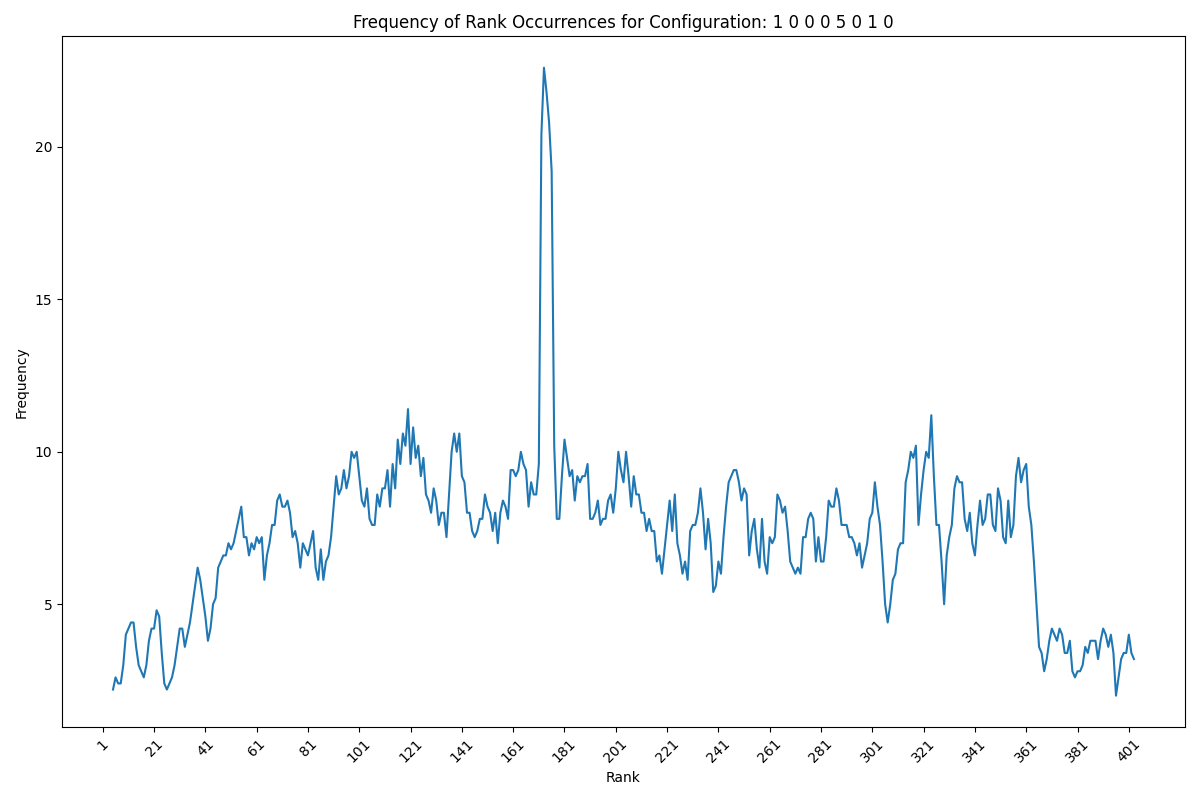 Frequency of Rank Occurrences for Configuration: 1 0 0 0 5 0 1 0
20
15
10
5
Frequency
1 21 41 61 81 101 121 141 161 181 201 221 241 261 281 301 321 341 361 381 401
Rank